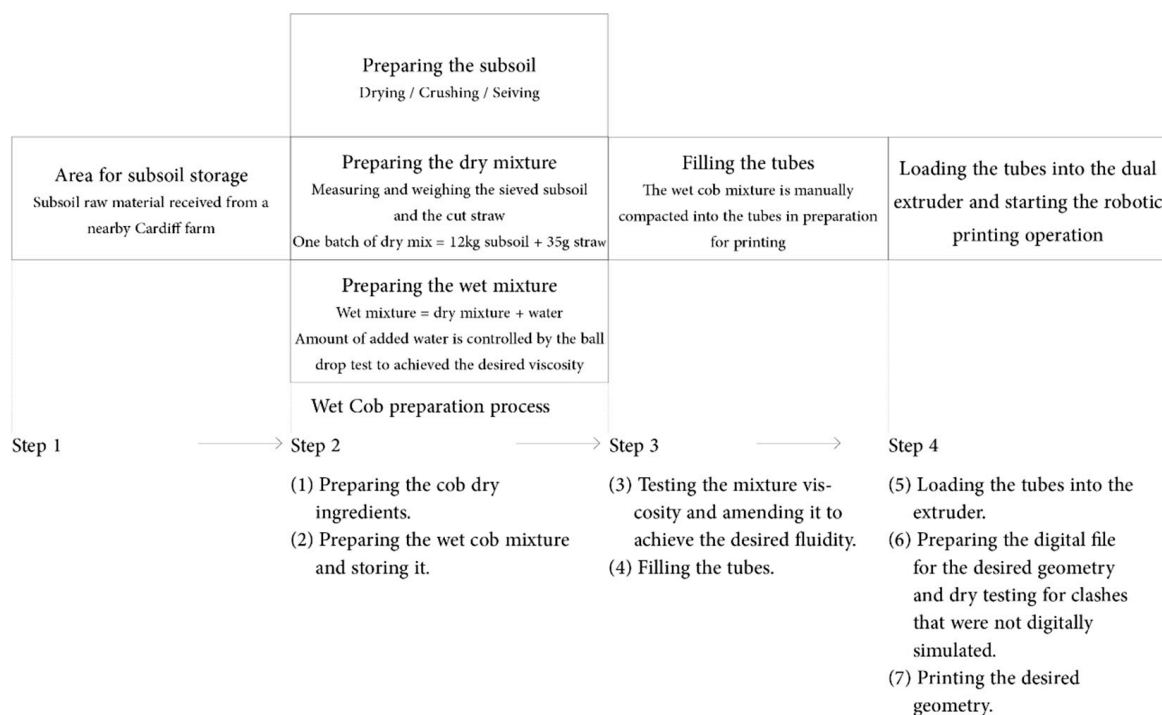 Preparing the subsoil
Drying / Crushing / Seiving
Area for subsoil storage
Subsoil raw material received from a
nearby Cardiff farm
Preparing the dry mixture
Measuring and weighing the sieved subsoil
and the cut straw
One batch of dry mix = 12kg subsoil + 35g straw
Filling the tubes
The wet cob mixture is manually
compacted into the tubes in preparation
for printing
Loading the tubes into the dual
extruder and starting the robotic
printing operation
Preparing the wet mixture
Wet mixture = dry mixture + water
Amount of added water is controlled by the ball
drop test to achieved the desired viscosity
Wet Cob preparation process
Step 1
Step 2
Step 3
Step 4
(1) Preparing the cob dry
ingredients.
(2) Preparing the wet cob mixture
and storing it.
(3) Testing the mixture vis-
cosity and amending it to
achieve the desired fluidity.
(4) Filling the tubes.
(5) Loading the tubes into the
extruder.
(6) Preparing the digital file
for the desired geometry
and dry testing for clashes
that were not digitally
simulated.
(7) Printing the desired
geometry.